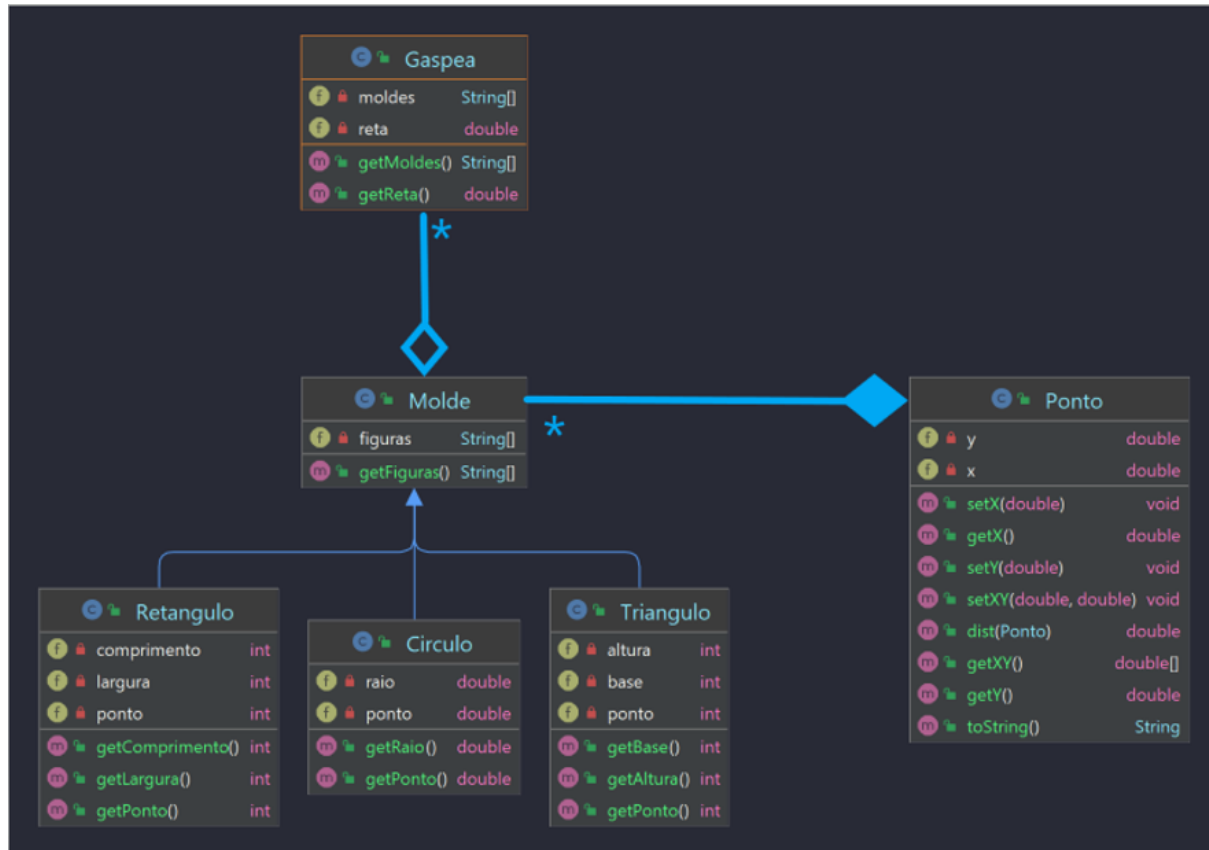 Gaspea
moldes String[]
reta double
getMoldes() String[]
getReta() double
*
Molde
figuras String[]
getFiguras() String[]
*
Ponto
y double
x double
setX(double) void
getX() double
setY(double) void
setXY(double, double) void
dist(Ponto) double
getXY() double[]
getY() double
toString() String
Retangulo
comprimento int
largura int
ponto int
getComprimento() int
getLargura() int
getPonto() int
Circulo
raio double
ponto double
getRaio() double
getPonto() double
Triangulo
altura int
base int
ponto int
getBase() int
getAltura() int
getPonto() int